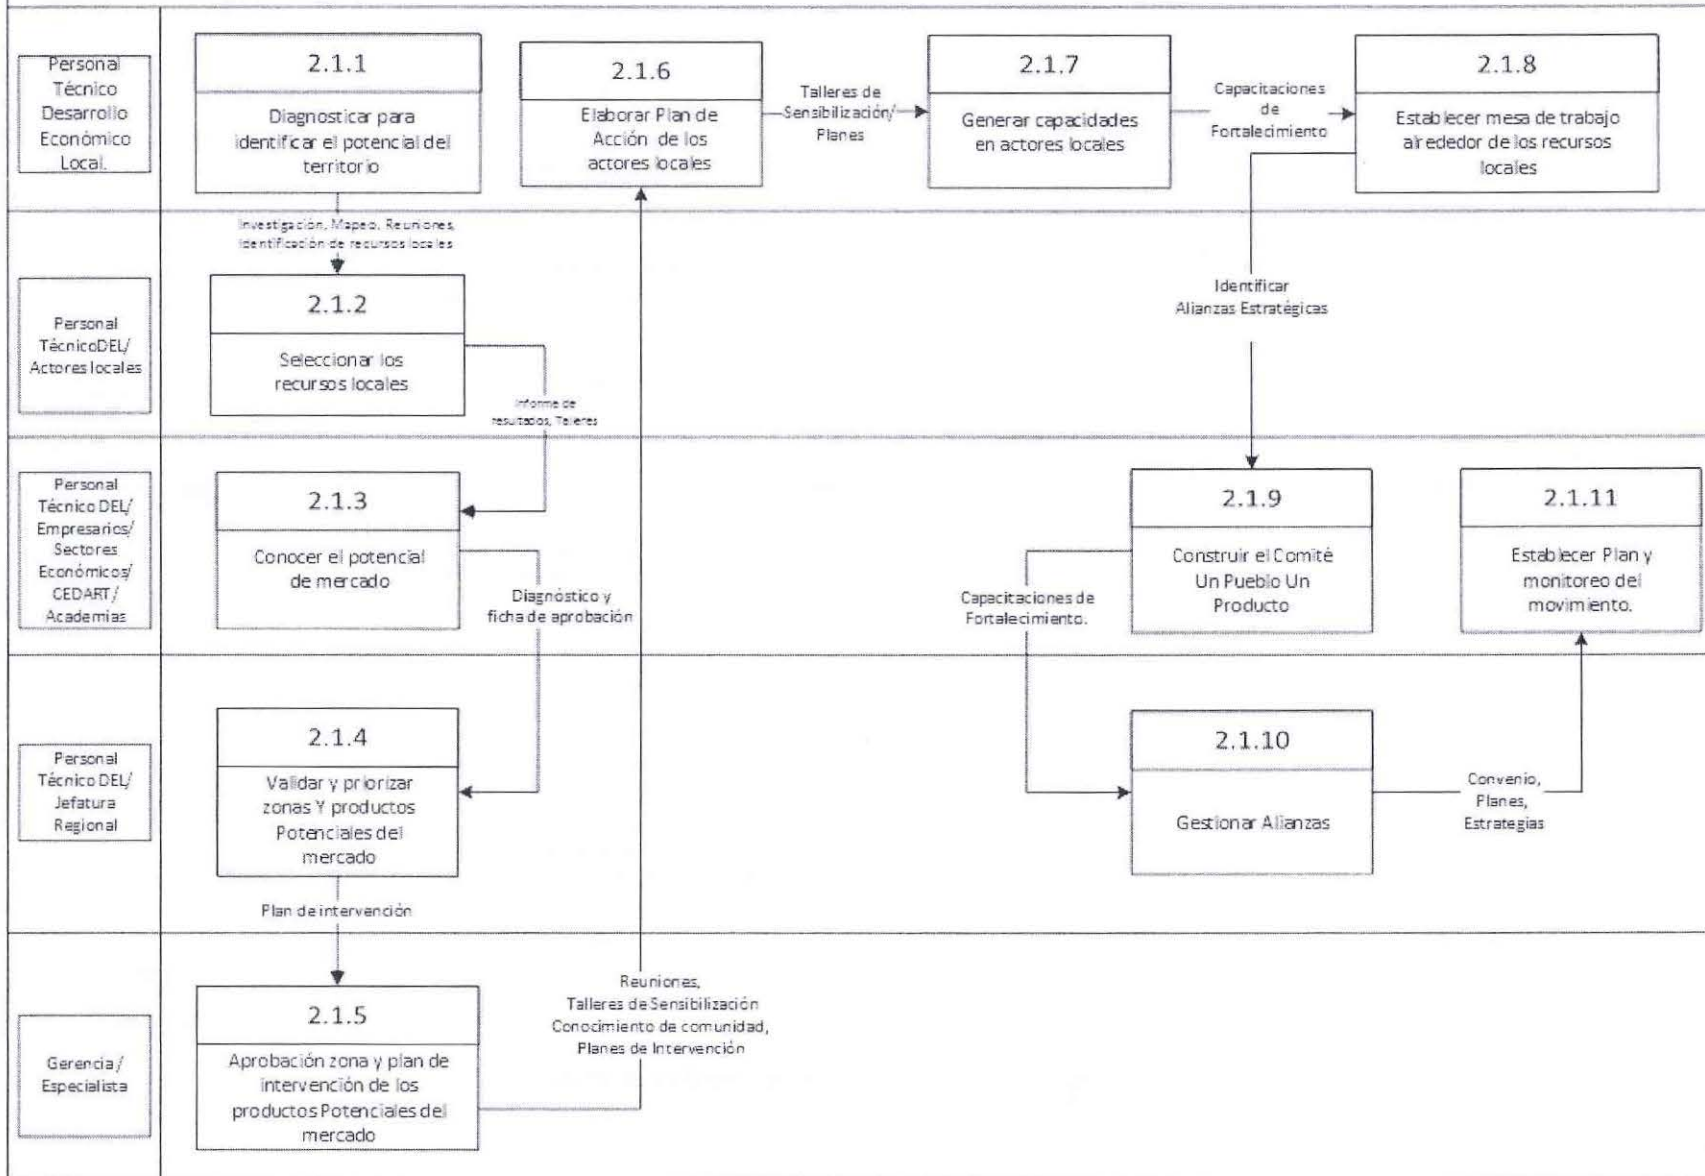 Personal
Técnico
Desarrollo
Económico
Local.
2.1.1
Diagnosticar para
identificar el potencial del
territorio
2.1.6
Elaborar Plan de
Acción de los
actores locales
Talleres de
Sensibilización/
Planes
2.1.7
Generar capacidades
en actores locales
Capacitaciones
de
Fortalecimiento
2.1.8
Establecer mesa de trabajo
alrededor de los recursos
locales
Investigación, Mapeo, Reuniones,
Identificación de recursos locales
Personal
TécnicoDEL/
Actores locales
2.1.2
Seleccionar los
recursos locales
Informe de
resultados, Talleres
Identificar
Alianzas Estratégicas
Personal
Técnico DEL/
Empresarios/
Sectores
Económicos/
CEDART/
Academias
2.1.3
Conocer el potencial
de mercado
Diagnóstico y
ficha de aprobación
Capacitaciones de
Fortalecimiento.
2.1.9
Construir el Comité
Un Pueblo Un
Producto
2.1.11
Establecer Plan y
monitoreo del
movimiento.
Personal
Técnico DEL/
Jefatura
Regional
2.1.4
Validar y priorizar
zonas Y productos
Potenciales del
mercado
2.1.10
Gestionar Alianzas
Convenio,
Planes,
Estrategias
Plan de intervención
Gerencia/
Especialista
2.1.5
Aprobación zona y plan de
intervención de los
productos Potenciales del
mercado
Reuniones,
Talleres de Sensibilización
Conocimiento de comunidad,
Planes de Intervención